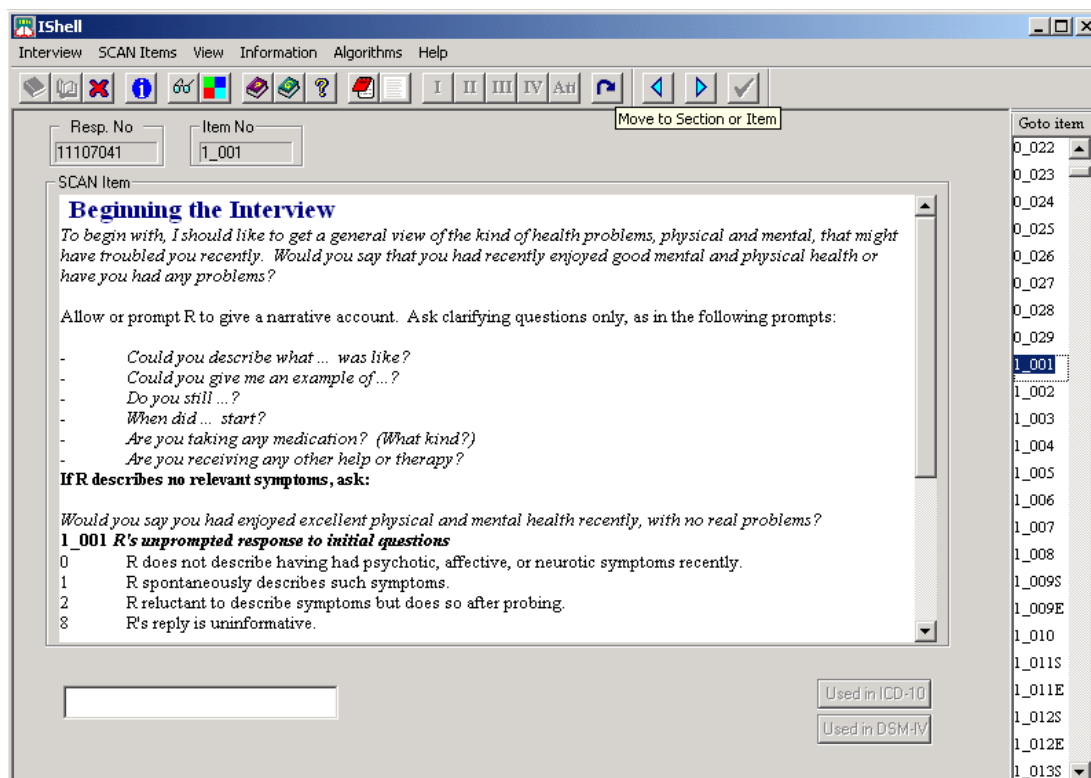 IShell
Interview SCAN Items View Information Algorithms Help
I II III IV Att
Move to Section or Item
Resp. No
11107041
Item No
1_001
SCAN Item
Beginning the Interview
To begin with, I should like to get a general view of the kind of health problems, physical and mental, that might
have troubled you recently. Would you say that you had recently enjoyed good mental and physical health or
have you had any problems?
Allow or prompt R to give a narrative account. Ask clarifying questions only, as in the following prompts:
- Could you describe what ... was like?
- Could you give me an example of ...?
- Do you still ...?
- When did ... start?
- Are you taking any medication? (What kind?)
- Are you receiving any other help or therapy?
If R describes no relevant symptoms, ask:
Would you say you had enjoyed excellent physical and mental health recently, with no real problems?
1_001 R's unprompted response to initial questions
0 R does not describe having had psychotic, affective, or neurotic symptoms recently.
1 R spontaneously describes such symptoms.
2 R reluctant to describe symptoms but does so after probing.
8 R's reply is uninformative.
Used in ICD-10
Used in DSM-IV
Goto item
0_022
0_023
0_024
0_025
0_026
0_027
0_028
0_029
1_001
1_002
1_003
1_004
1_005
1_006
1_007
1_008
1_009S
1_009E
1_010
1_011S
1_011E
1_012S
1_012E
1_013S